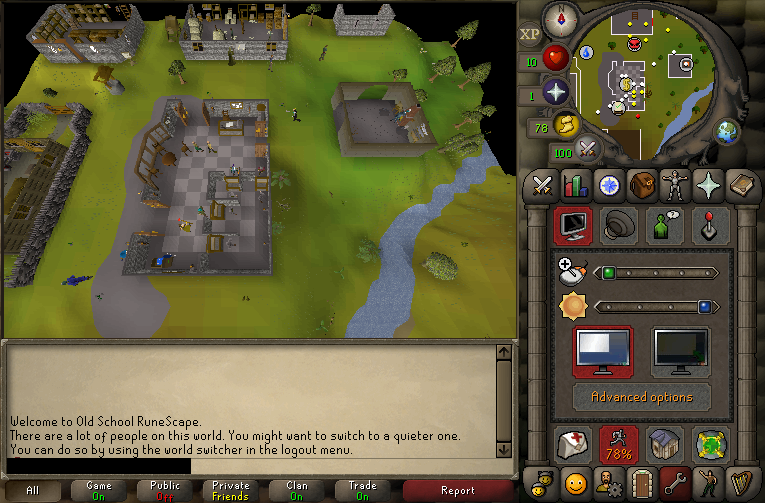 XP
10
1
78
100
Advanced options
Welcome to Old School RuneScape.
There are a lot of people on this world. You might want to switch to a quieter one.
You can do so by using the world switcher in the logout menu.
78%
All
Game
On
Public
Off
Private
Friends
Clan
On
Trade
On
Report